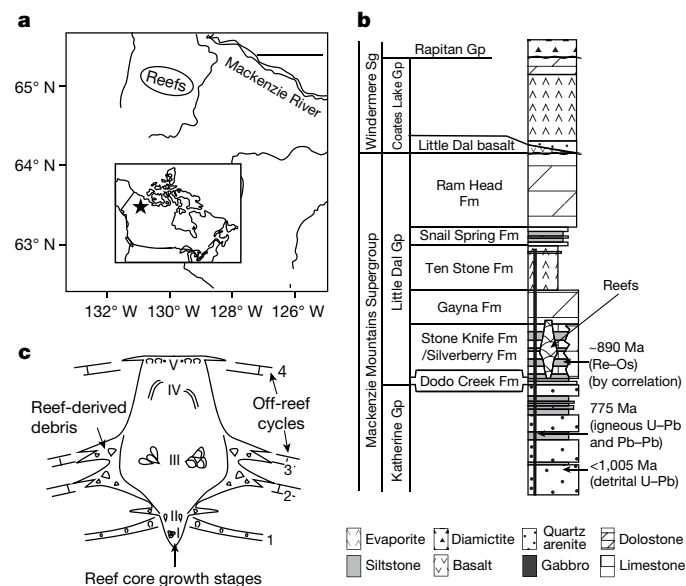 a
65° N
64° N
63° N
132° W 130° W 128° W 126° W
Reefs
Mackenzie River
b
Windermere Sg
Mackenzie Mountains Supergroup
Coates Lake Gp
Little Dal Gp
Katherine Gp
Rapitan Gp
Little Dal basalt
Ram Head
Fm
Snail Spring Fm
Ten Stone Fm
Gayna Fm
Stone Knife Fm
/Silverberry Fm
Dodo Creek Fm
Reefs
~890 Ma
(Re–Os)
(by correlation)
775 Ma
(igneous U–Pb
and Pb–Pb)
<1,005 Ma
(detrital U–Pb)
Evaporite
Diamictite
Quartz
arenite
Dolostone
Siltstone
Basalt
Gabbro
Limestone
c
V
IV
III
II
I
4
3
2
1
Reef-derived
debris
Off-reef
cycles
Reef core growth stages